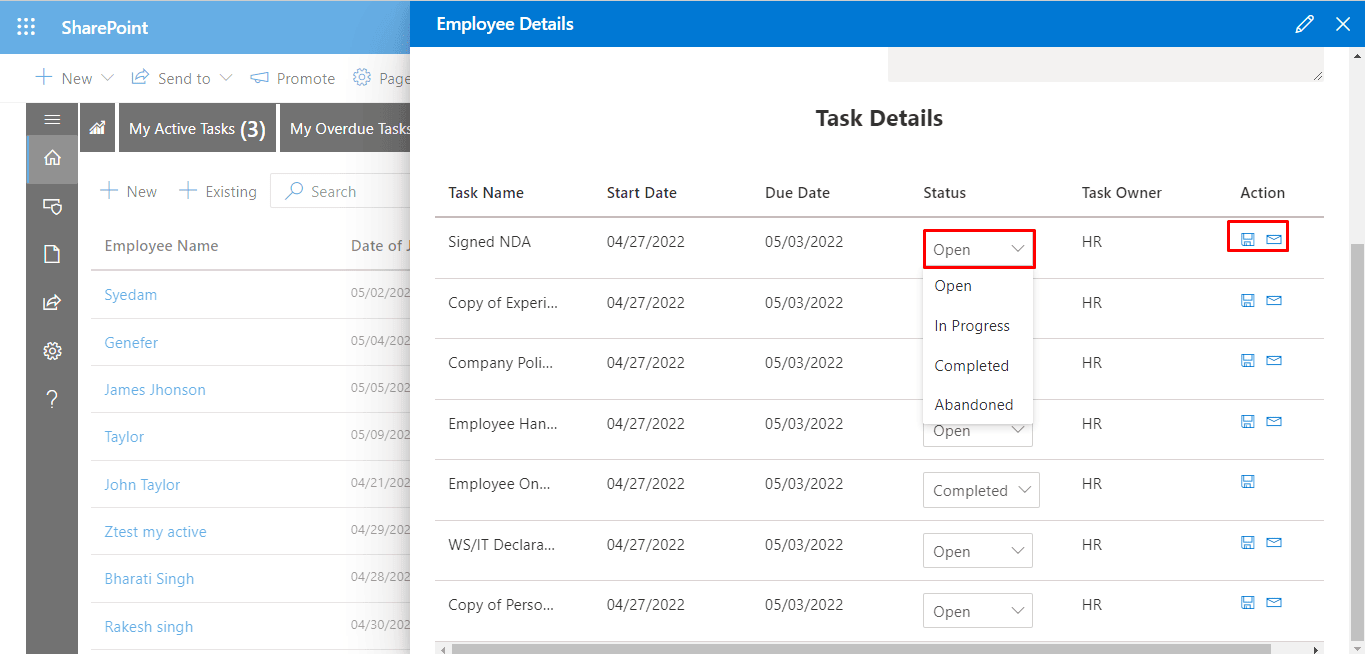 SharePoint
Employee Details
New
Send to
Promote
Page
My Active Tasks (3)
My Overdue Tasks
New
Existing
Search
Employee Name
Date of J
Syedam
05/02/202
Genefer
05/04/202
James Jhonson
05/05/202
Taylor
05/09/202
John Taylor
04/21/202
Ztest my active
04/29/202
Bharati Singh
04/28/202
Rakesh singh
04/30/202
Task Details
Task Name Start Date Due Date Status Task Owner Action
Signed NDA 04/27/2022 05/03/2022 Open HR
Open
In Progress
Completed
Abandoned
Copy of Experi... 04/27/2022 05/03/2022 HR
Company Poli... 04/27/2022 05/03/2022 HR
Employee Han... 04/27/2022 05/03/2022 Open HR
Employee On... 04/27/2022 05/03/2022 Completed HR
WS/IT Declara... 04/27/2022 05/03/2022 Open HR
Copy of Perso... 04/27/2022 05/03/2022 Open HR